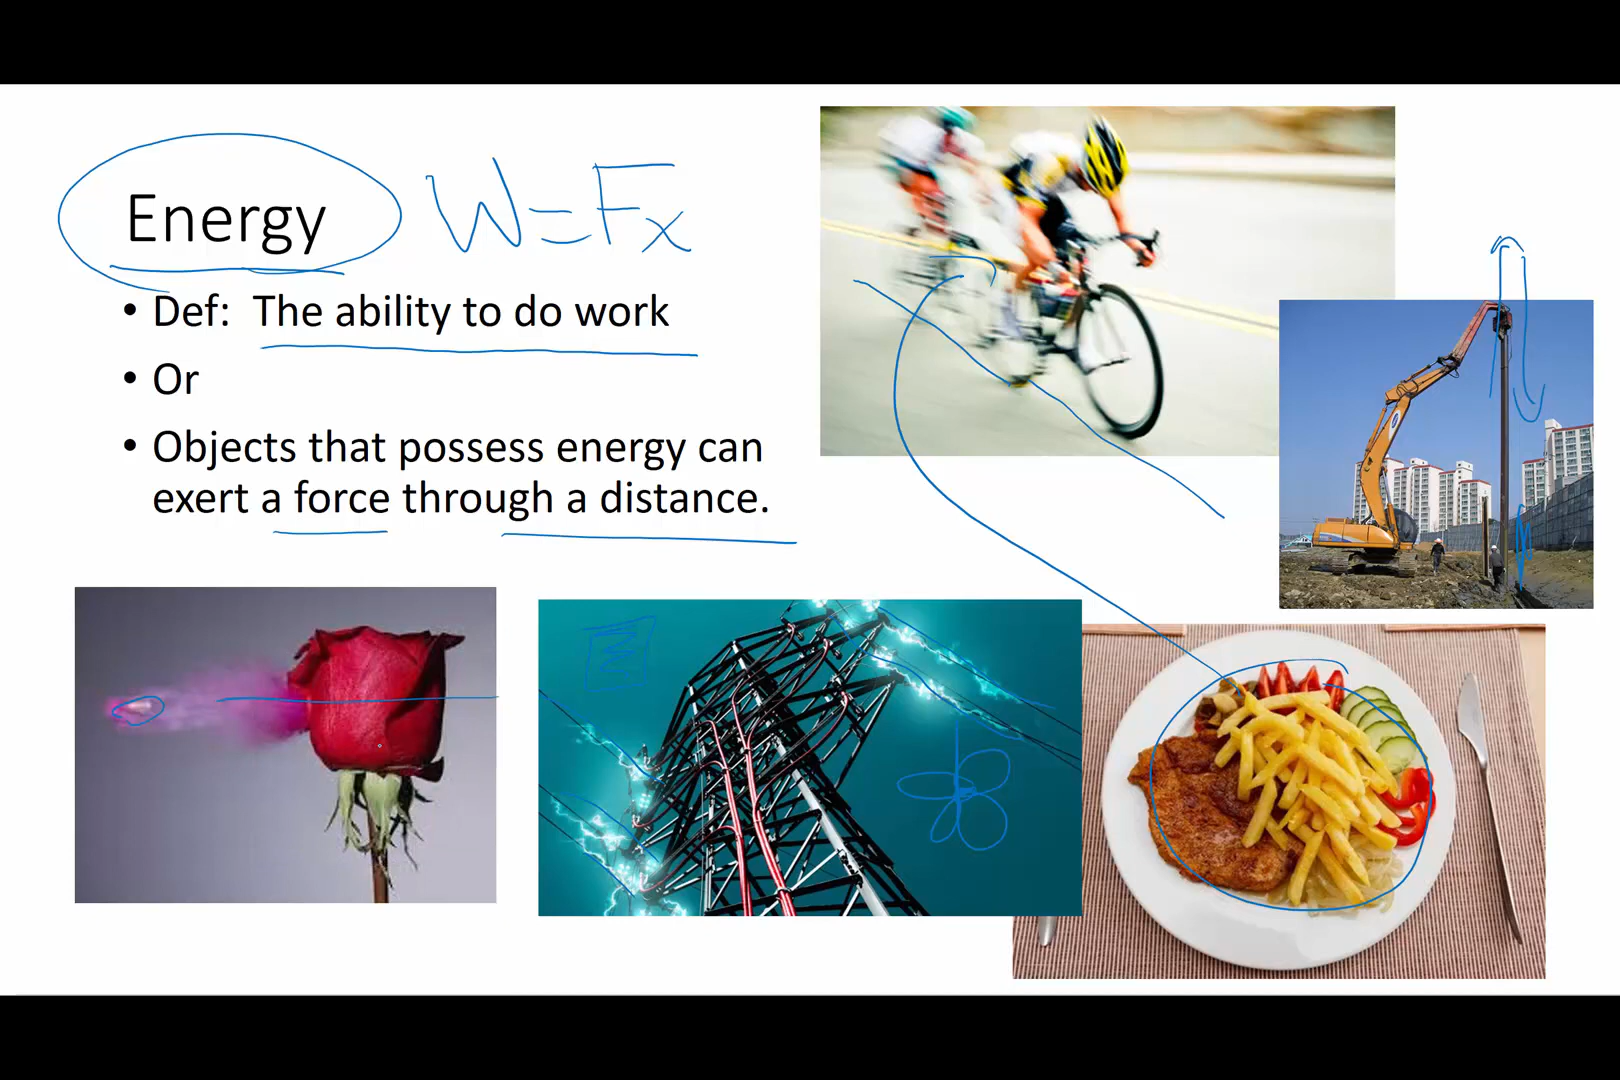 Energy W=Fx
• Def: The ability to do work
• Or
• Objects that possess energy can
exert a force through a distance.